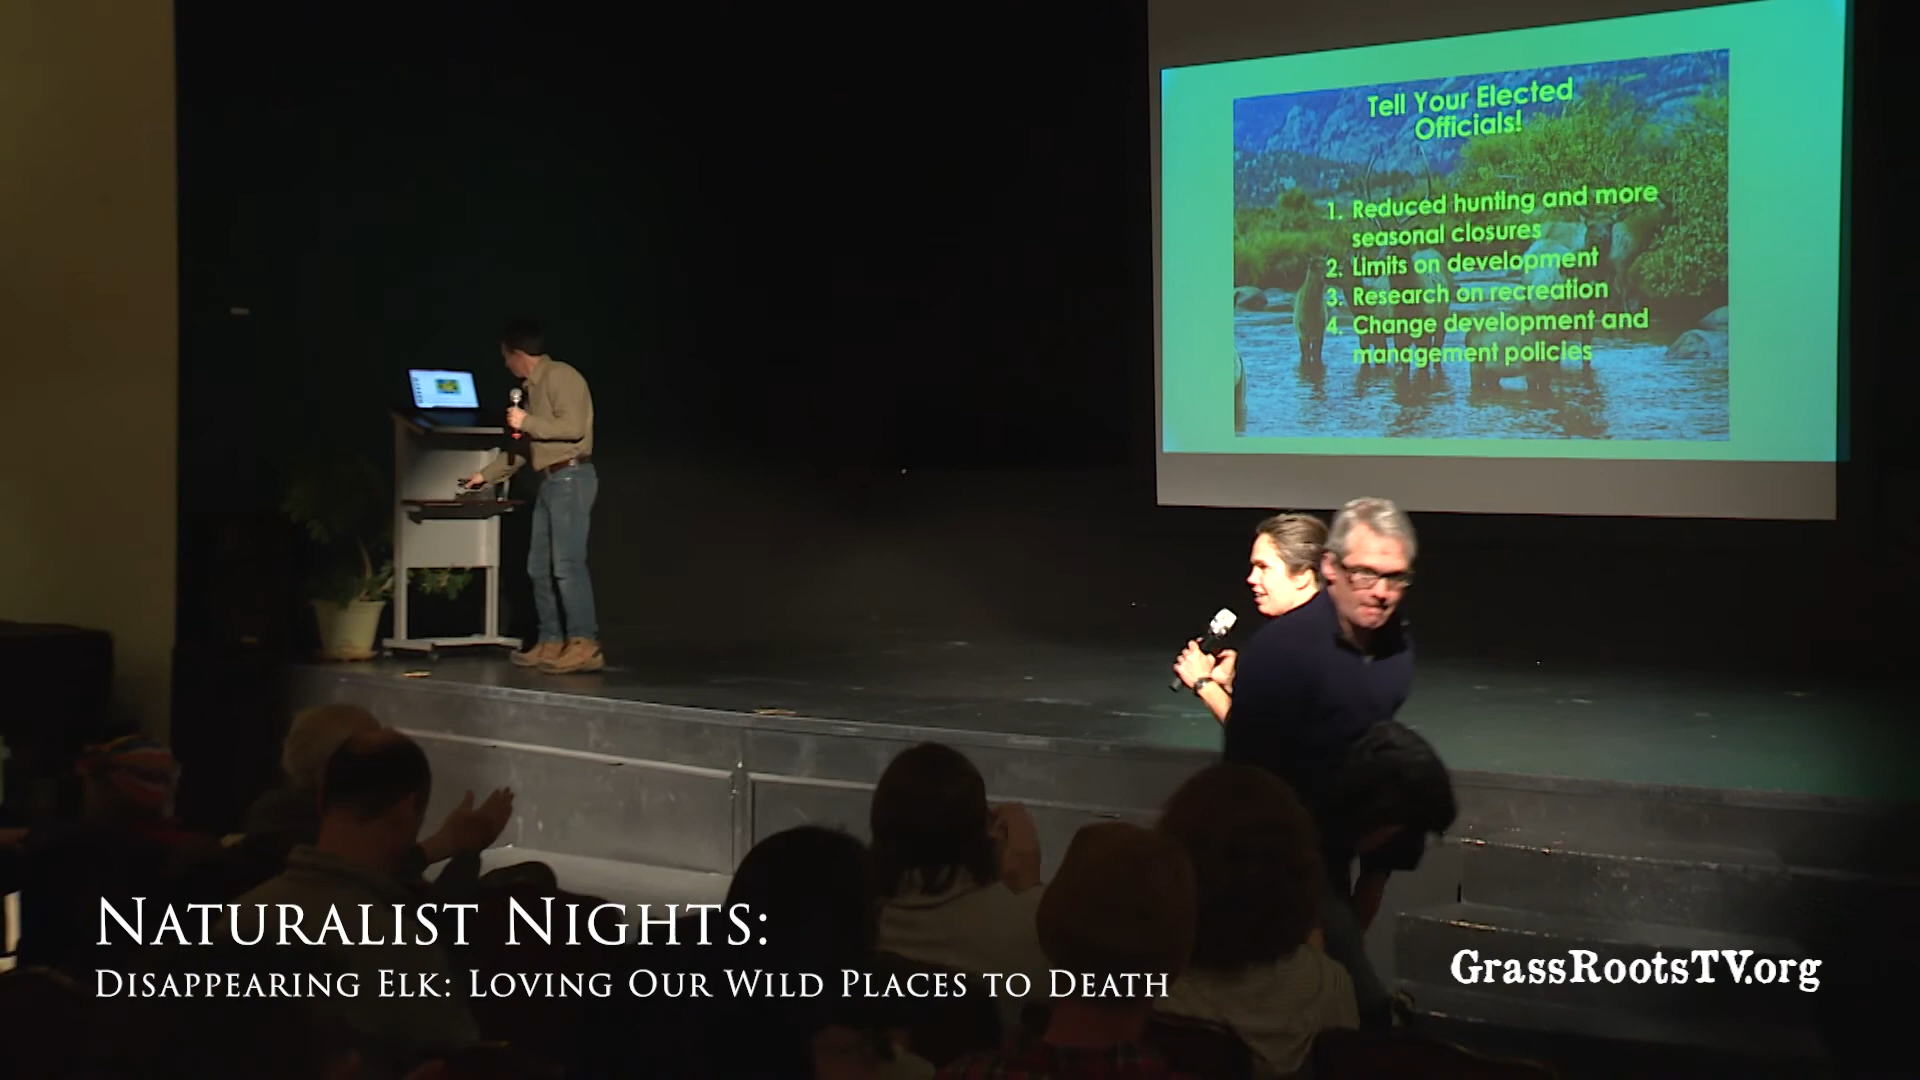 Tell Your Elected
Officials!
1. Reduced hunting and more
seasonal closures
2. Limits on development
3. Research on recreation
4. Change development and
management policies
Naturalist Nights:
Disappearing Elk: Loving Our Wild Places to Death
GrassRootsTV.org